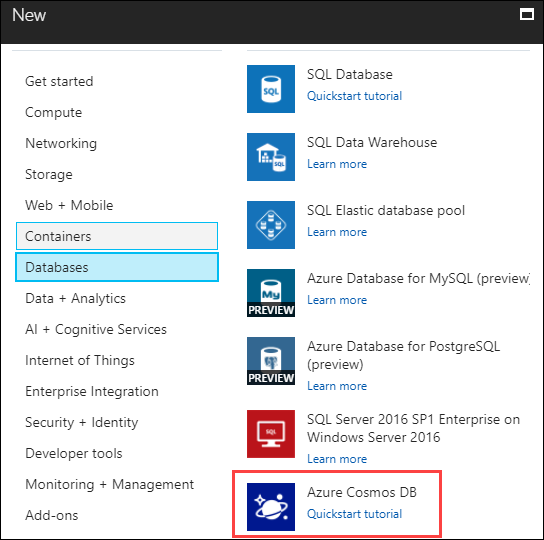 New
Get started
Compute
Networking
Storage
Web + Mobile
Containers
Databases
Data + Analytics
AI + Cognitive Services
Internet of Things
Enterprise Integration
Security + Identity
Developer tools
Monitoring + Management
Add-ons
SQL
SQL Database
Quickstart tutorial
SQL
SQL Data Warehouse
Learn more
SQL Elastic database pool
Learn more
My
PREVIEW
Azure Database for MySQL (preview)
Learn more
PREVIEW
Azure Database for PostgreSQL
(preview)
Learn more
SQL
SQL Server 2016 SP1 Enterprise on
Windows Server 2016
Learn more
Azure Cosmos DB
Quickstart tutorial